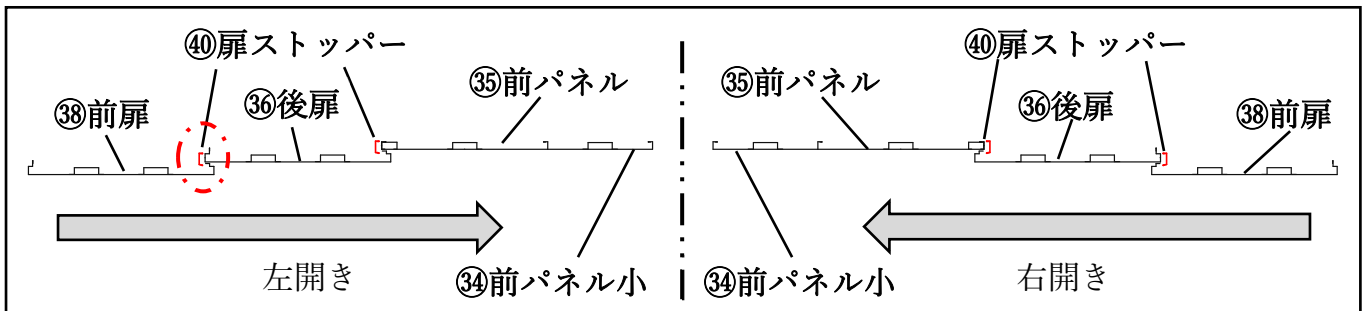 ㊵扉ストッパー
㉟前パネル
㊱後扉
㊳前扉
㉞前パネル小
左開き
㊵扉ストッパー
㉟前パネル
㊱後扉
㊳前扉
㉞前パネル小
右開き